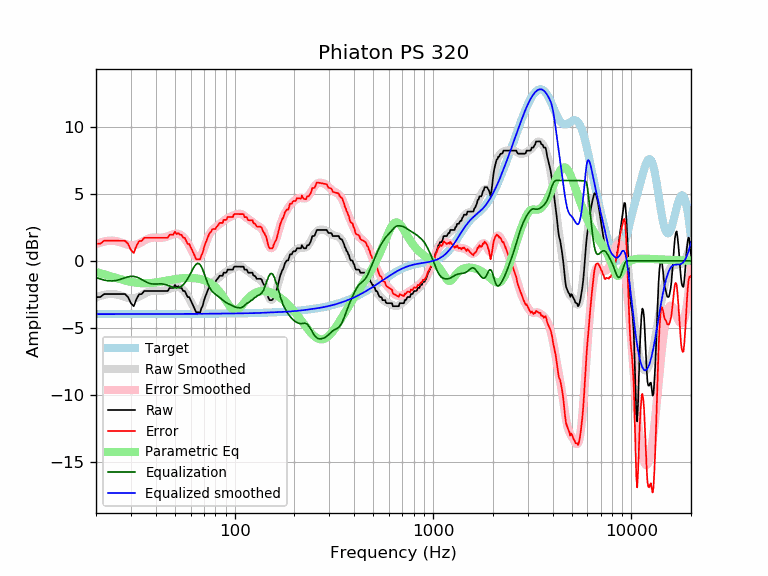 Phiaton PS 320
Amplitude (dBr)
10
5
0
−5
−10
−15
Target
Raw Smoothed
Error Smoothed
Raw
Error
Parametric Eq
Equalization
Equalized smoothed
100
1000
10000
Frequency (Hz)